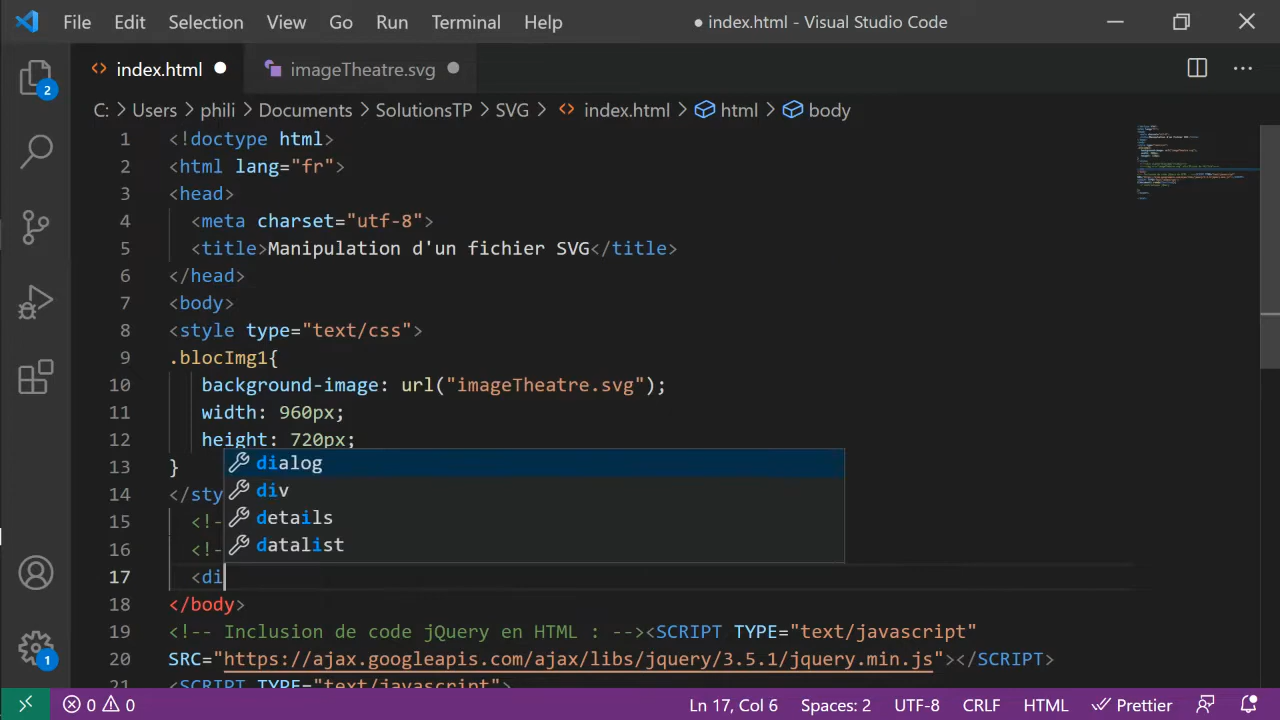 File Edit Selection View Go Run Terminal Help ● index.html - Visual Studio Code
index.html imageTheatre.svg
C: > Users > phili > Documents > SolutionsTP > SVG > index.html > html > body
2
1 <!doctype html>
2 <html lang="fr">
3 <head>
4 <meta charset="utf-8">
5 <title>Manipulation d'un fichier SVG</title>
6 </head>
7 <body>
8 <style type="text/css">
9 .blocImg1{
10 background-image: url("imageTheatre.svg");
11 width: 960px;
12 height: 720px;
13 }
dialog
14 </sty
div
15 <!-
details
16 <!-
datalist
17 <di
18 </body>
19 <!-- Inclusion de code jQuery en HTML : --><SCRIPT TYPE="text/javascript"
20 SRC="https://ajax.googleapis.com/ajax/libs/jquery/3.5.1/jquery.min.js"></SCRIPT>
21 <SCRIPT TYPE="text/javascript">
1
0 0 Ln 17, Col 6 Spaces: 2 UTF-8 CRLF HTML Prettier